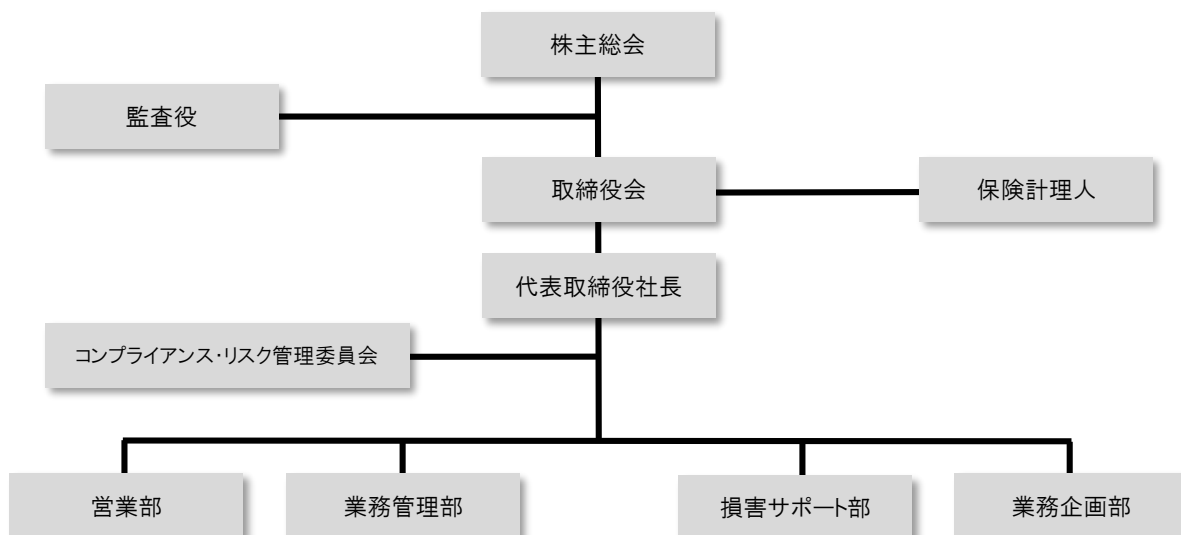 株主総会
監査役
取締役会
保険計理人
代表取締役社長
コンプライアンス・リスク管理委員会
営業部
業務管理部
損害サポート部
業務企画部